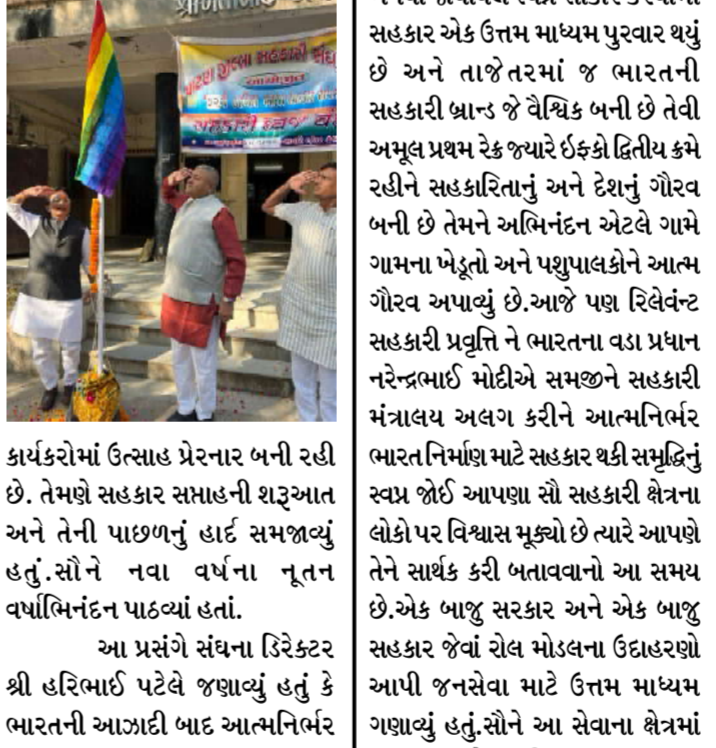 પાટણ જીલ્લા સહકારી સંઘ
સહકારી ધ્વજ વં
કાર્યકરોમાં ઉત્સાહ પ્રેરનાર બની રહી
છે. તેમણે સહકાર સપ્તાહની શરૂઆત
અને તેની પાછળનું હાર્દ સમજાવ્યું
હતું.સૌને નવા વર્ષના નૂતન
વર્ષાભિનંદન પાઠવ્યાં હતાં.
આ પ્રસંગે સંઘના ડિરેક્ટર
શ્રી હરિભાઈ પટેલે જણાવ્યું હતું કે
ભારતની આઝાદી બાદ આત્મનિર્ભર
સહકાર એક ઉત્તમ માધ્યમ પુરવાર થયું
છે અને તાજેતરમાં જ ભારતની
સહકારી બ્રાન્ડ જે વૈશ્વિક બની છે તેવી
અમૂલ પ્રથમ રેક્ર જ્યારે ઇફ્કો દ્વિતીય ક્રમે
રહીને સહકારિતાનું અને દેશનું ગૌરવ
બની છે તેમને અભિનંદન એટલે ગામે
ગામના ખેડૂતો અને પશુપાલકોને આત્મ
ગૌરવ અપાવ્યું છે.આજે પણ રિલેવંન્ટ
સહકારી પ્રવૃત્તિ ને ભારતના વડા પ્રધાન
નરેન્દ્રભાઈ મોદીએ સમજીને સહકારી
મંત્રાલય અલગ કરીને આત્મનિર્ભર
ભારત નિર્માણ માટે સહકાર થકી સમૃદ્ધિનું
સ્વપ્ર જોઈ આપણા સૌ સહકારી ક્ષેત્રના
લોકો પર વિશ્વાસ મૂક્યો છે ત્યારે આપણે
તેને સાર્થક કરી બતાવવાનો આ સમય
છે.એક બાજુ સરકાર અને એક બાજુ
સહકાર જેવાં રોલ મોડલના ઉદાહરણો
આપી જનસેવા માટે ઉત્તમ માધ્યમ
ગણાવ્યું હતું.સૌને આ સેવાના ક્ષેત્રમાં